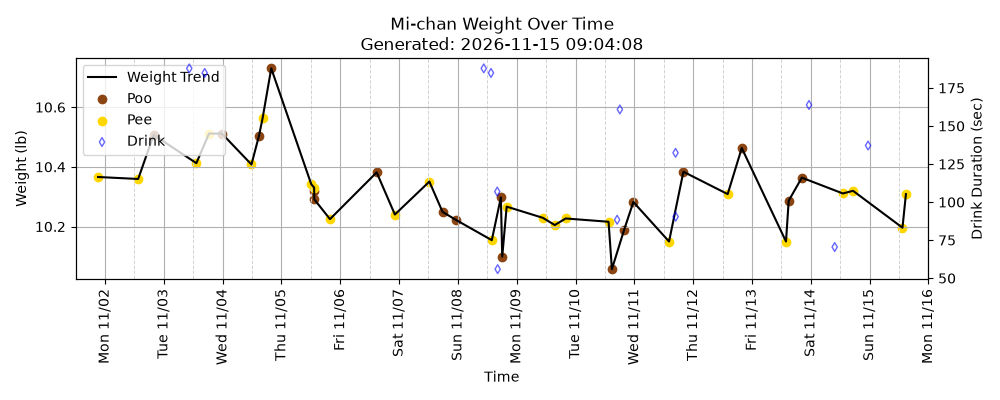 Mi-chan Weight Over Time
Generated: 2026-11-15 09:04:08
Weight Trend
Poo
Pee
Drink
Weight (lb)
10.6
10.4
10.2
Drink Duration (sec)
175
150
125
100
75
50
Mon 11/02
Tue 11/03
Wed 11/04
Thu 11/05
Fri 11/06
Sat 11/07
Sun 11/08
Mon 11/09
Tue 11/10
Wed 11/11
Thu 11/12
Fri 11/13
Sat 11/14
Sun 11/15
Mon 11/16
Time